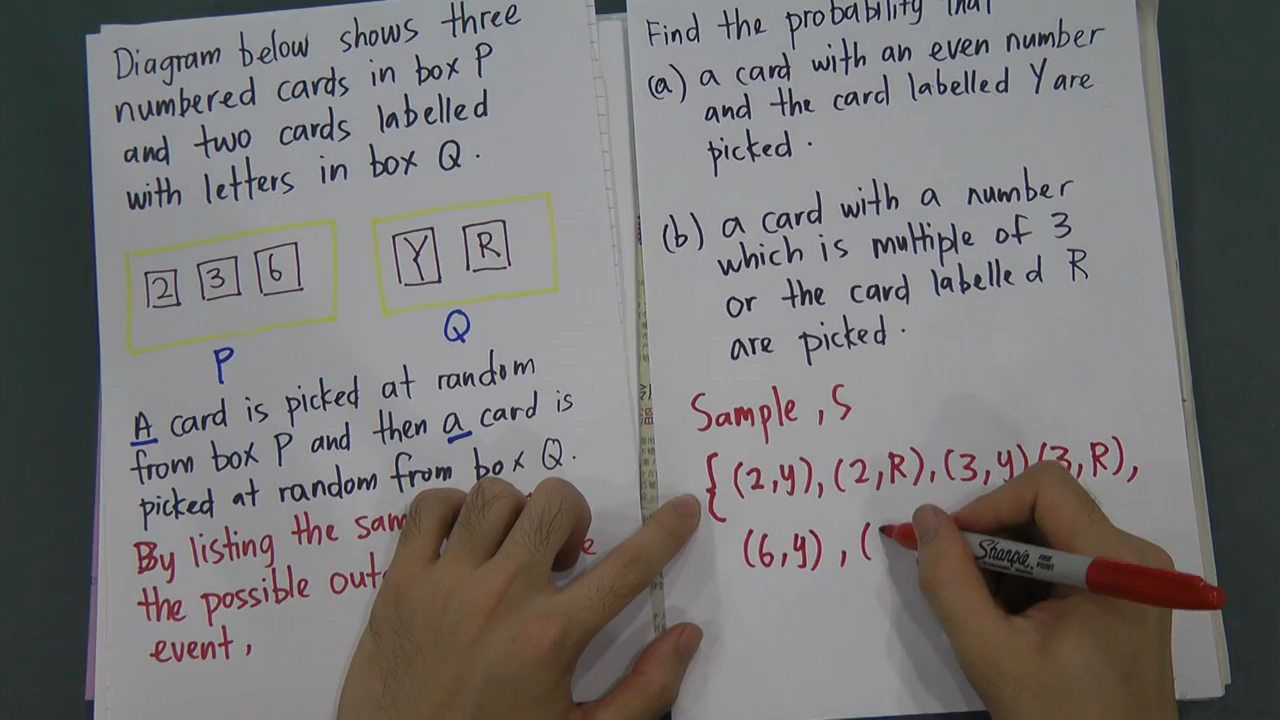 Diagram below shows three
numbered cards in box P
and two cards labelled
with letters in box Q.
2 3 6
Y R
P
Q
A card is picked at random
from box P and then a card is
picked at random from box Q.
By listing the
the possible
event,
Find the probability that
(a) a card with an even number
and the card labelled Y are
picked.
(b) a card with a number
which is multiple of 3
or the card labelled R
are picked.
Sample, S
{(2,y), (2,R), (3,y)(3,R),
(6,y), (
Sharpie FINE POINT